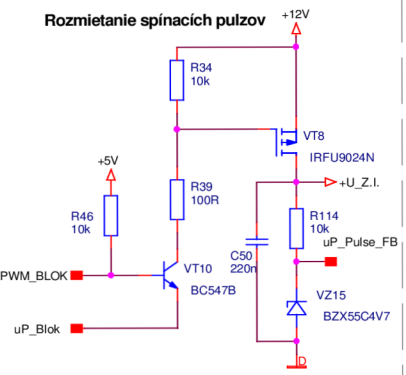 Rozmietanie spínacích pulzov
+12V
R34
10k
VT8
IRFU9024N
+5V
+U_Z.I.
R39
100R
R46
10k
R114
10k
uP_Pulse_FB
C50
220n
PWM_BLOK
VT10
BC547B
VZ15
BZX55C4V7
uP_Blok
D